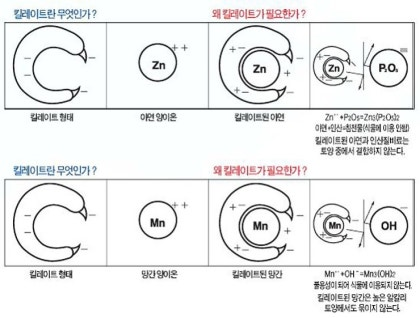 킬레이트란 무엇인가 ? 왜 킬레이트가 필요한가 ?
Zn + + Zn Zn P₂O₅
킬레이트 형태 아연 양이온 킬레이트된 아연 Zn⁺⁺+P₂O₅=Zn₃(P₂O₅)₂
아연+인산=침전물(식물에 이용 안됨)
킬레이트된 아연과 인산질비료는
토양 중에서 결합하지 않는다.
킬레이트란 무엇인가 ? 왜 킬레이트가 필요한가 ?
Mn + + Mn Mn OH
킬레이트 형태 망간 양이온 킬레이트된 망간 Mn⁺⁺+OH⁻=Mn₃(OH)₂
불용성이 되어 식물에 이용되지 않는다.
킬레이트된 망간은 높은 알칼리
토양에서도 묶이지 않는다.